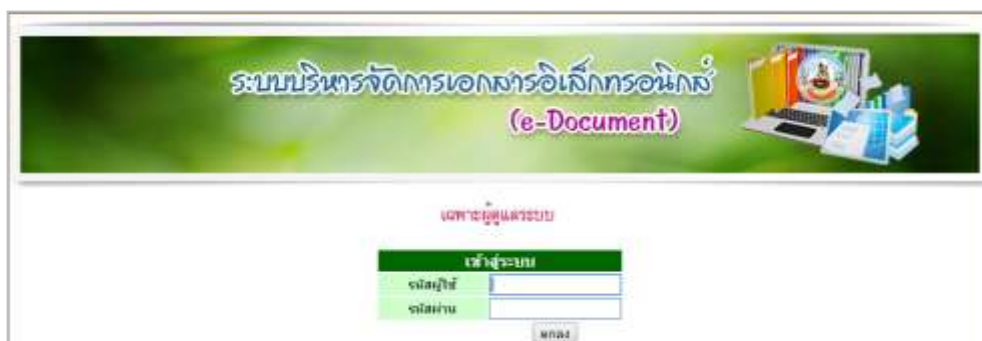 ระบบบริหารจัดการเอกสารอิเล็กทรอนิกส์
(e-Document)
เฉพาะผู้ดูแลระบบ
เข้าสู่ระบบ
รหัสผู้ใช้
รหัสผ่าน
ตกลง